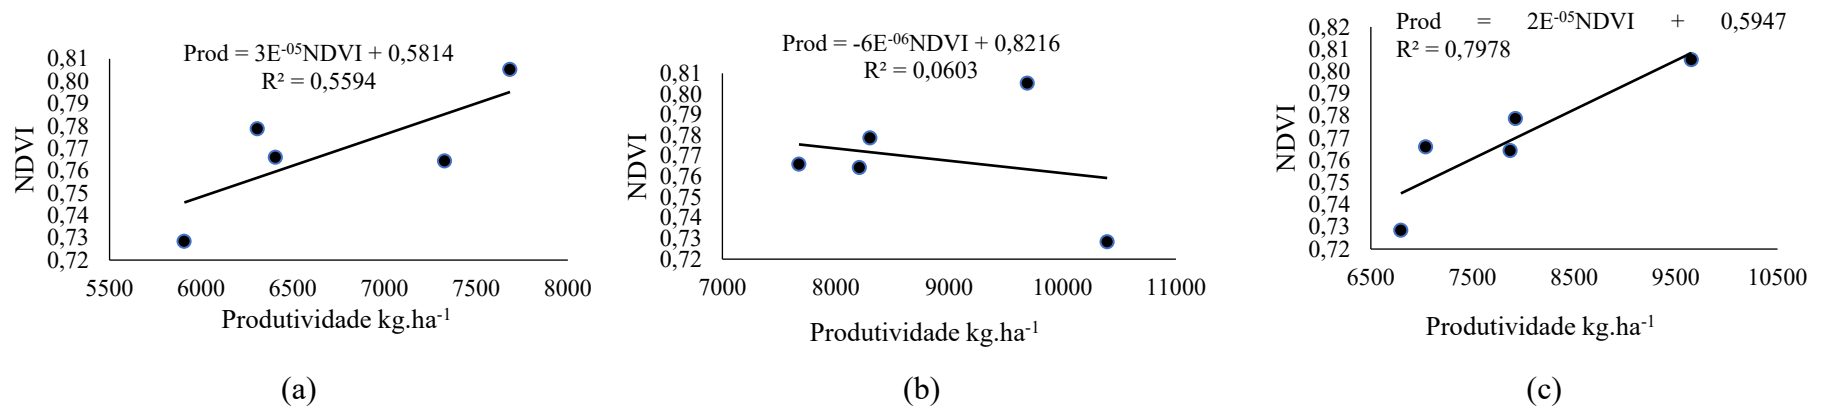 Prod = 3E-05NDVI + 0,5814
R² = 0,5594
0,81
0,80
0,79
0,78
0,77
0,76
0,75
0,74
0,73
0,72
NDVI
5500 6000 6500 7000 7500 8000
Produtividade kg.ha-1
(a)
Prod = -6E-06NDVI + 0,8216
R² = 0,0603
0,81
0,80
0,79
0,78
0,77
0,76
0,75
0,74
0,73
0,72
NDVI
7000 8000 9000 10000 11000
Produtividade kg.ha-1
(b)
Prod = 2E-05NDVI + 0,5947
R² = 0,7978
0,82
0,81
0,80
0,79
0,78
0,77
0,76
0,75
0,74
0,73
0,72
NDVI
6500 7500 8500 9500 10500
Produtividade kg.ha-1
(c)